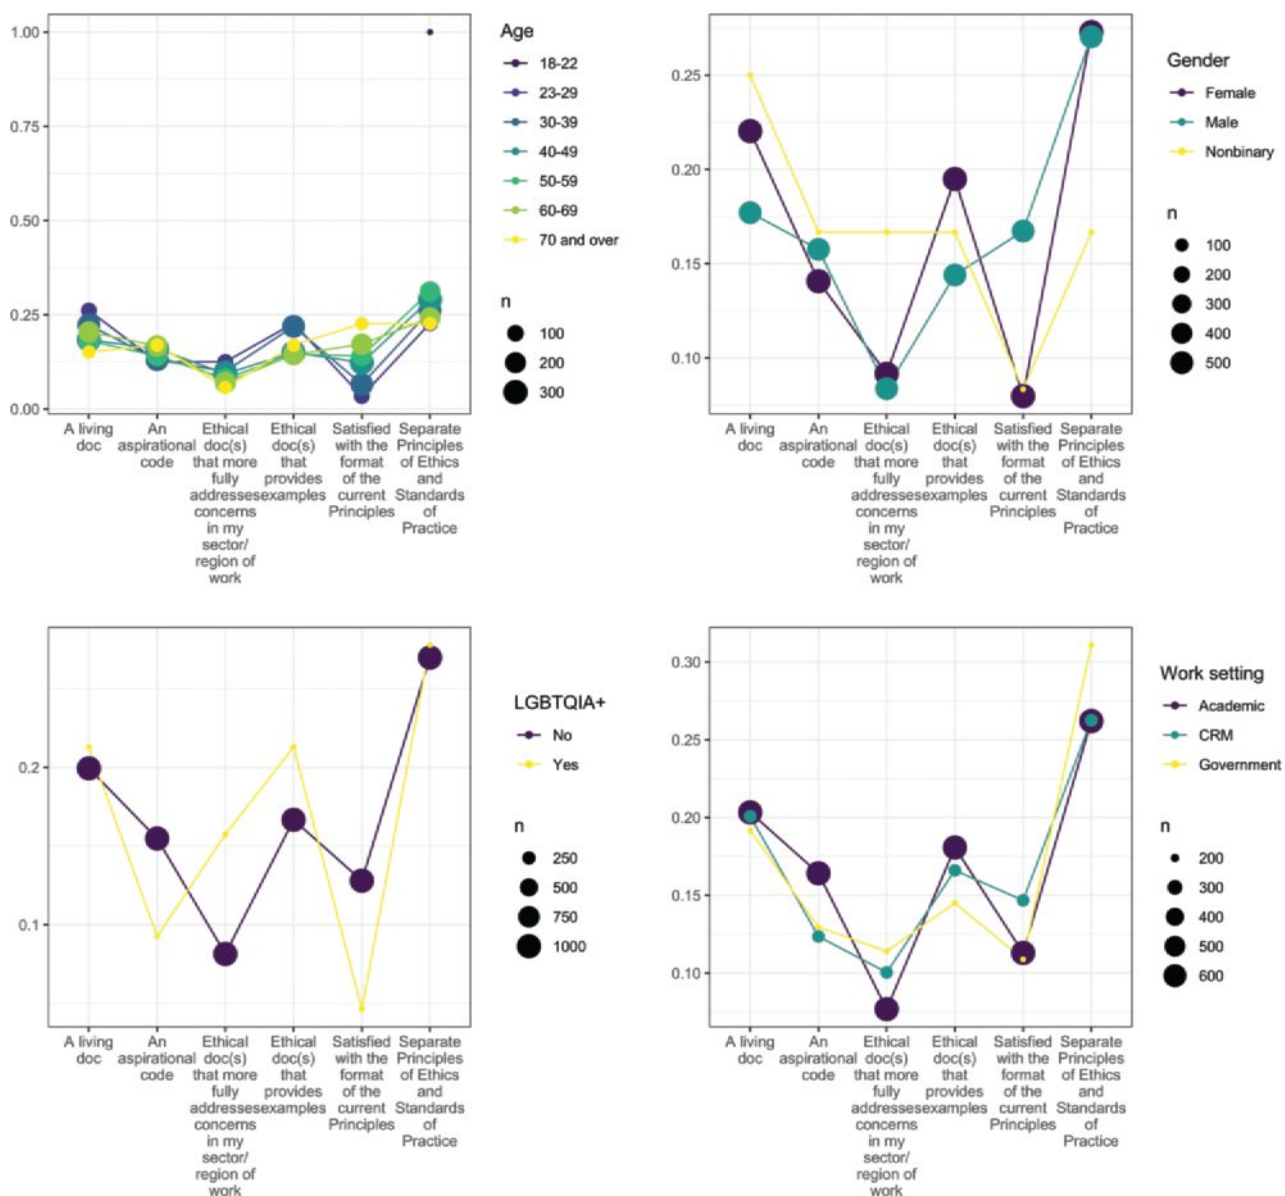 1.00
0.75
0.50
0.25
0.00
A living doc
An aspirational code
Ethical doc(s) that more fully addresses concerns in my sector/ region of work
Ethical doc(s) that provides examples
Satisfied with the format of the current Principles
Separate Principles of Ethics and Standards of Practice
Age
18-22
23-29
30-39
40-49
50-59
60-69
70 and over
n
100
200
300
0.25
0.20
0.15
0.10
A living doc
An aspirational code
Ethical doc(s) that more fully addresses concerns in my sector/ region of work
Ethical doc(s) that provides examples
Satisfied with the format of the current Principles
Separate Principles of Ethics and Standards of Practice
Gender
Female
Male
Nonbinary
n
100
200
300
400
500
0.2
0.1
A living doc
An aspirational code
Ethical doc(s) that more fully addresses concerns in my sector/ region of work
Ethical doc(s) that provides examples
Satisfied with the format of the current Principles
Separate Principles of Ethics and Standards of Practice
LGBTQIA+
No
Yes
n
250
500
750
1000
0.30
0.25
0.20
0.15
0.10
A living doc
An aspirational code
Ethical doc(s) that more fully addresses concerns in my sector/ region of work
Ethical doc(s) that provides examples
Satisfied with the format of the current Principles
Separate Principles of Ethics and Standards of Practice
Work setting
Academic
CRM
Government
n
200
300
400
500
600